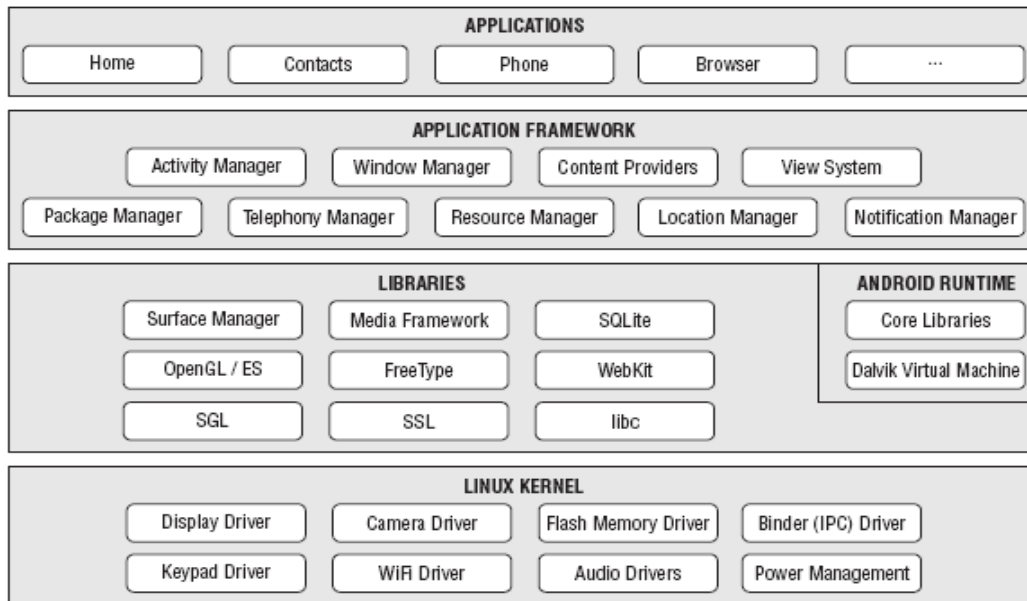 APPLICATIONS
Home Contacts Phone Browser ...
APPLICATION FRAMEWORK
Activity Manager Window Manager Content Providers View System
Package Manager Telephony Manager Resource Manager Location Manager Notification Manager
LIBRARIES ANDROID RUNTIME
Surface Manager Media Framework SQLite Core Libraries
OpenGL / ES FreeType WebKit Dalvik Virtual Machine
SGL SSL libc
LINUX KERNEL
Display Driver Camera Driver Flash Memory Driver Binder (IPC) Driver
Keypad Driver WiFi Driver Audio Drivers Power Management